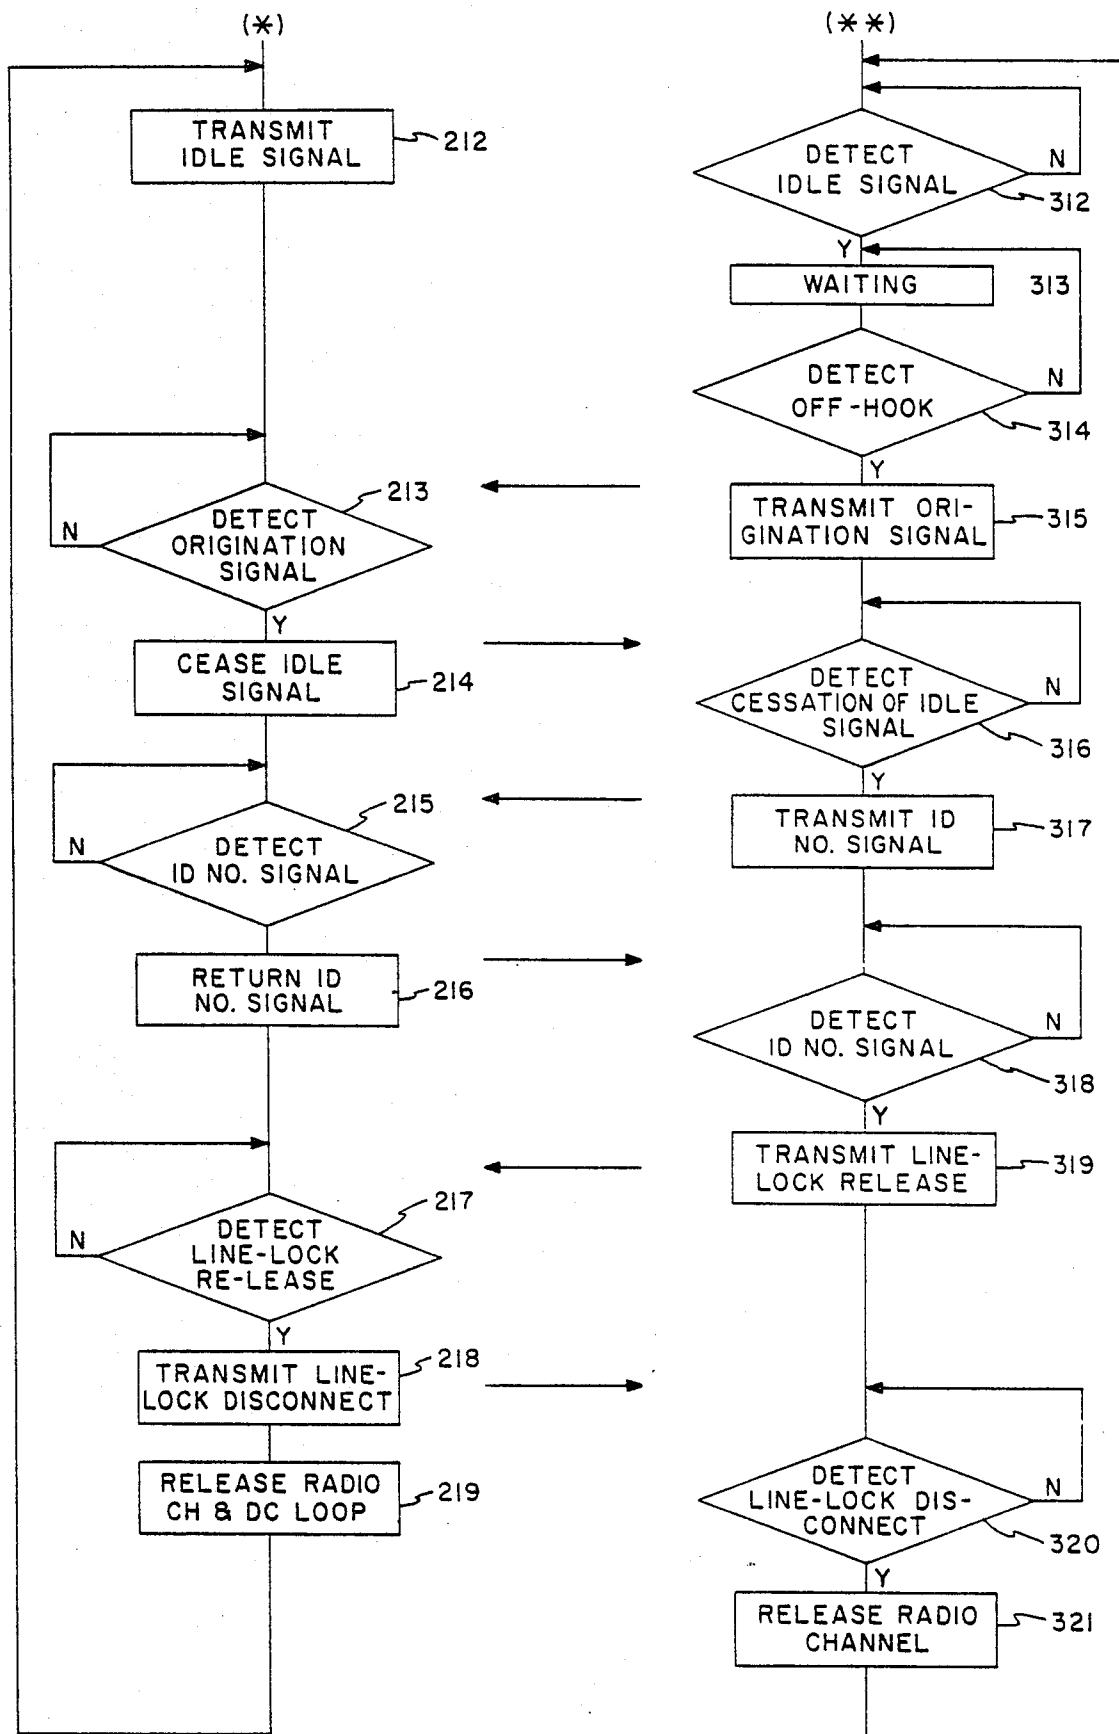 (*)
TRANSMIT
IDLE SIGNAL
212
N
213
DETECT
ORIGINATION
SIGNAL
Y
CEASE IDLE
SIGNAL
214
N
215
DETECT
ID NO. SIGNAL
RETURN ID
NO. SIGNAL
216
N
217
DETECT
LINE-LOCK
RE-LEASE
Y
TRANSMIT LINE-
LOCK DISCONNECT
218
RELEASE RADIO
CH & DC LOOP
219
(**)
DETECT
IDLE SIGNAL
N
312
Y
WAITING
313
DETECT
OFF-HOOK
N
314
Y
TRANSMIT ORI-
GINATION SIGNAL
315
DETECT
CESSATION OF IDLE
SIGNAL
N
316
Y
TRANSMIT ID
NO. SIGNAL
317
DETECT
ID NO. SIGNAL
N
318
Y
TRANSMIT LINE-
LOCK RELEASE
319
DETECT
LINE-LOCK DIS-
CONNECT
N
320
Y
RELEASE RADIO
CHANNEL
321